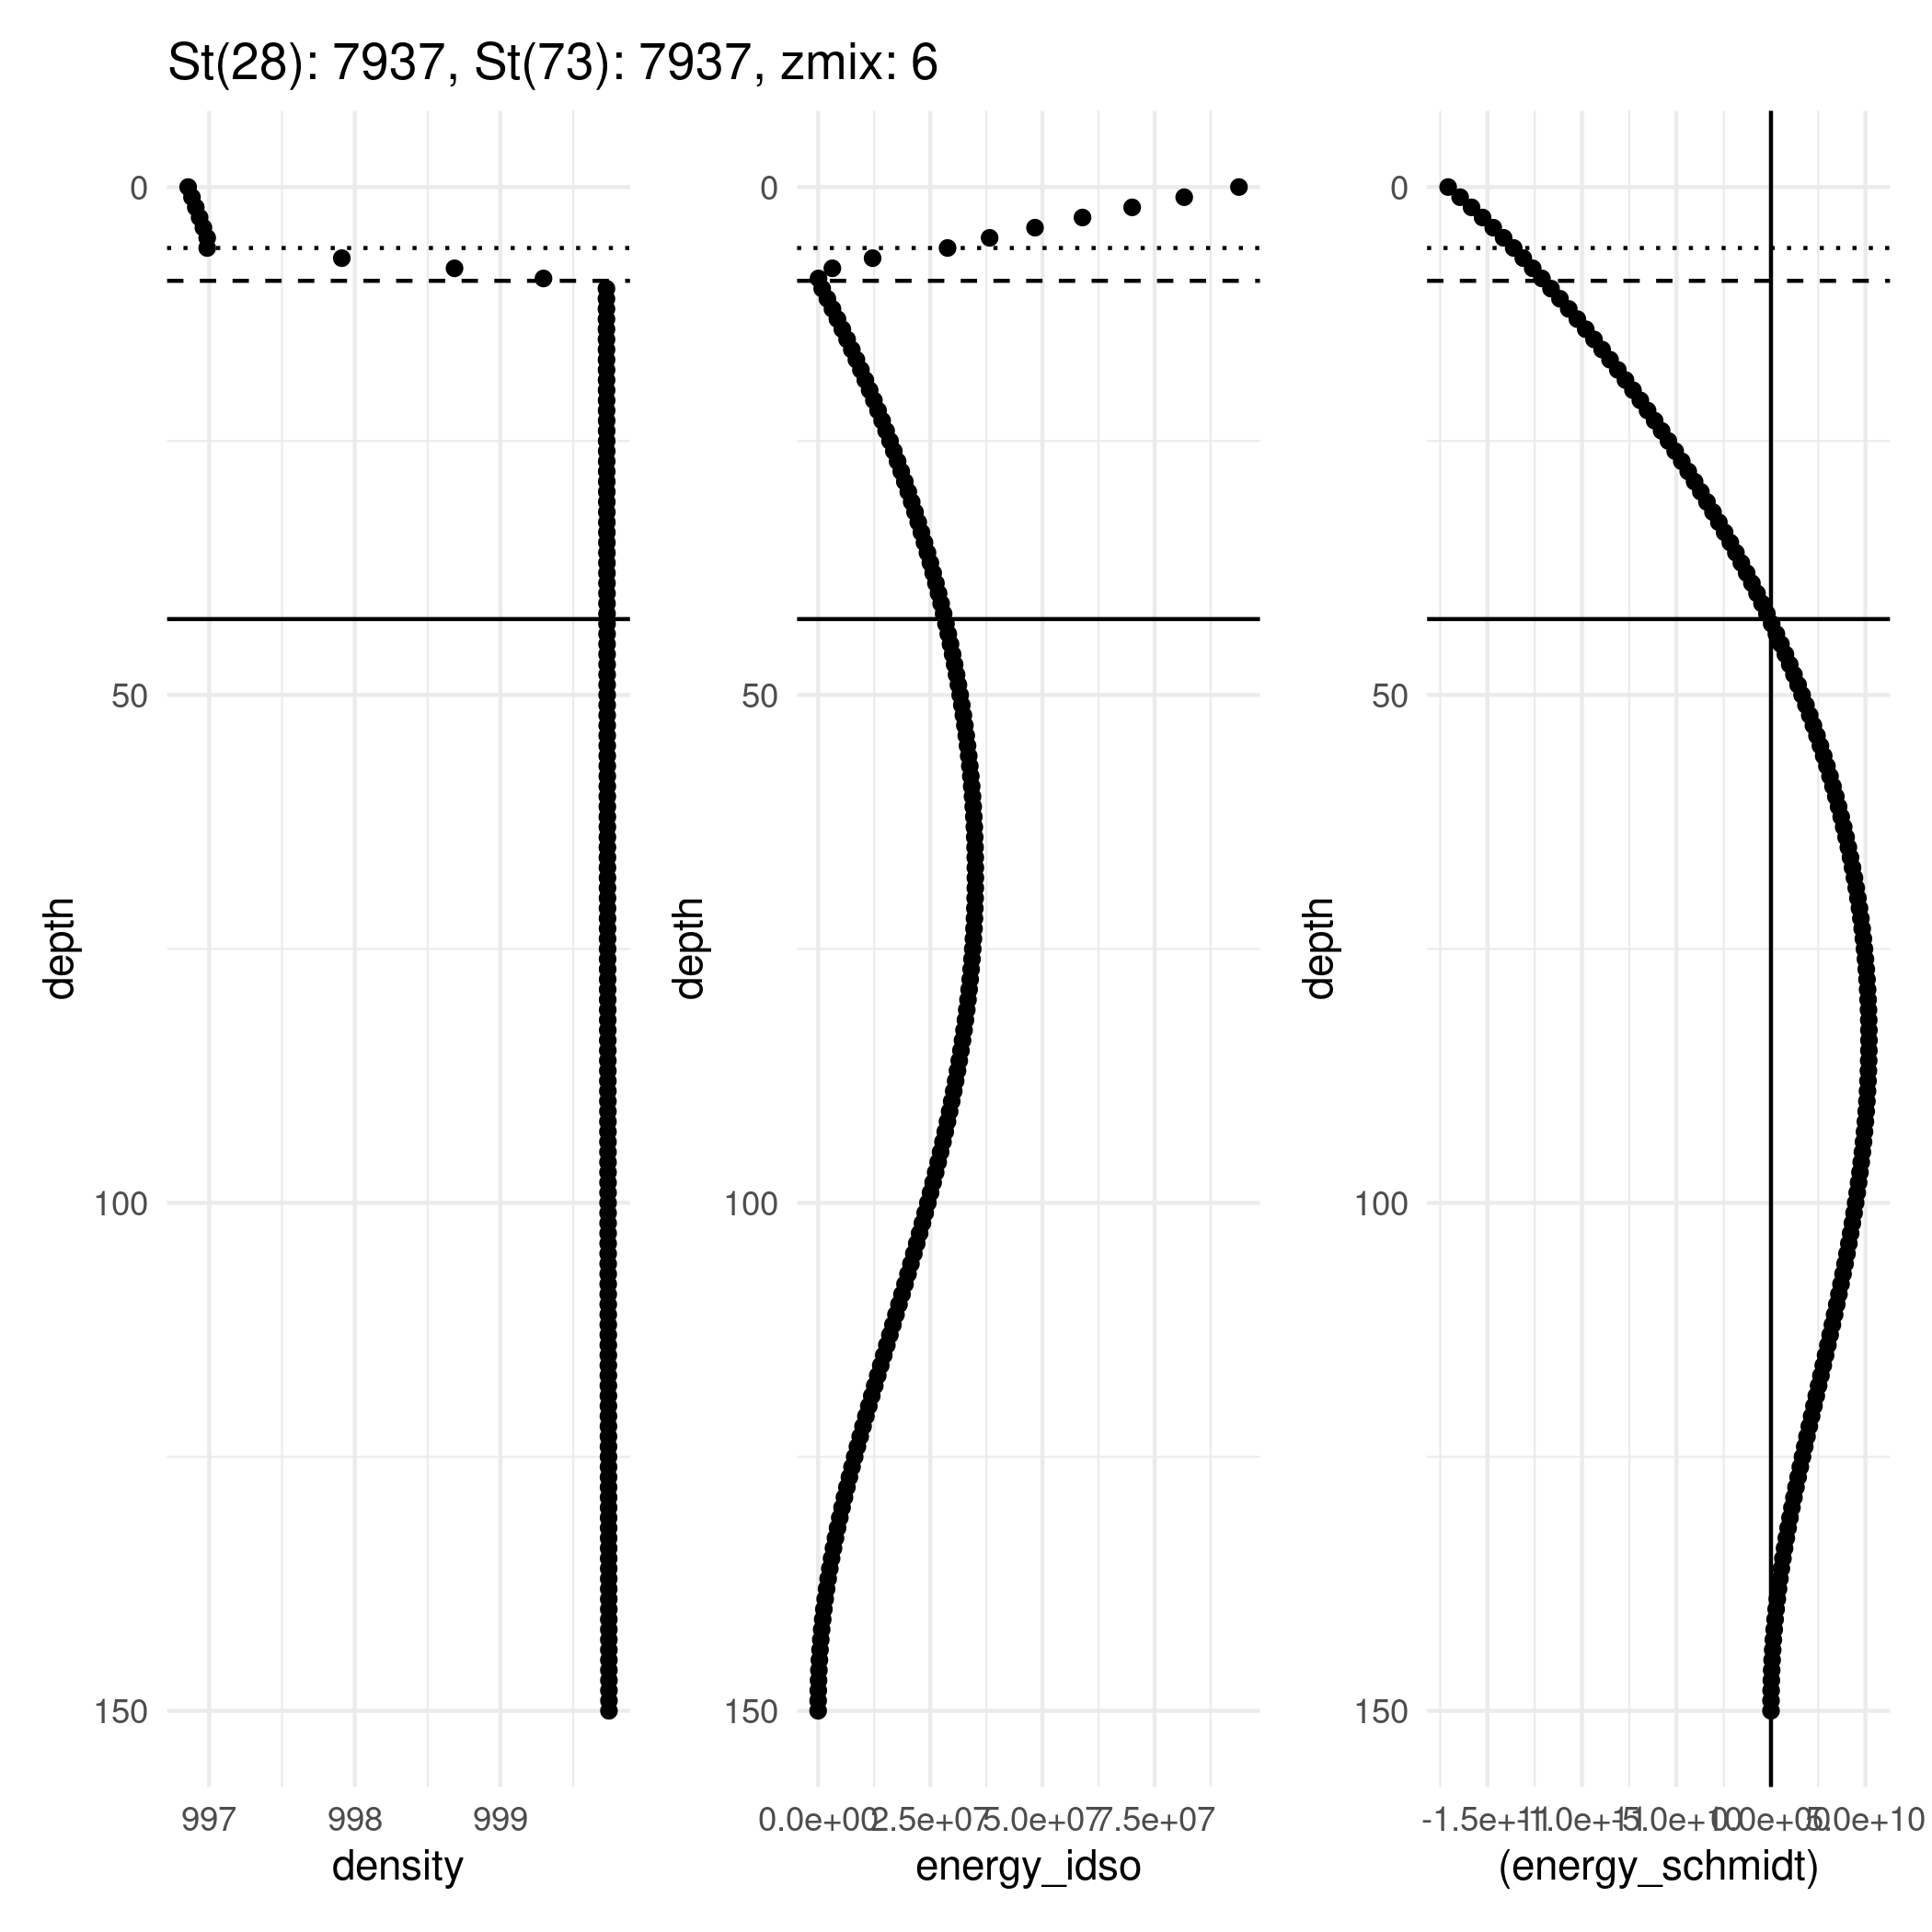 St(28): 7937, St(73): 7937, zmix: 6
depth
0
50
100
150
997 998 999
density
depth
0
50
100
150
0.0e+00 2.5e+07 5.0e+07 7.5e+07
energy_idso
depth
0
50
100
150
-1.5e+11 -1.0e+11 -5.0e+10 0.0e+00 5.0e+10
(energy_schmidt)